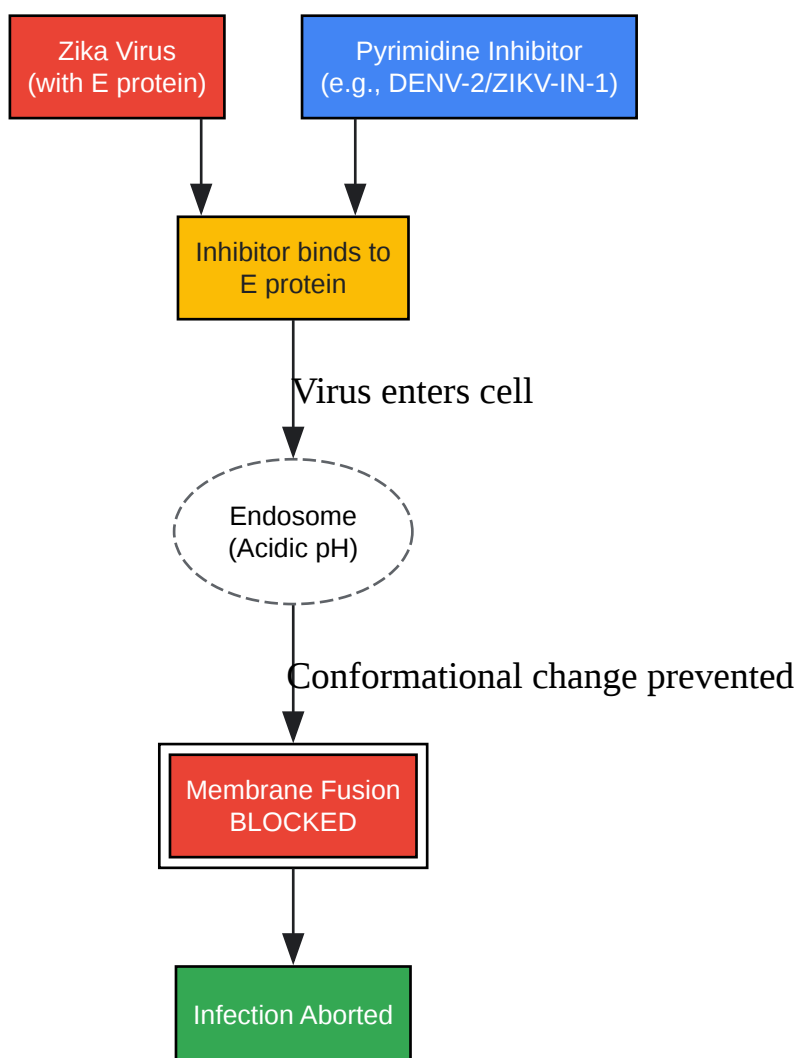 Zika Virus
(with E protein)
Pyrimidine Inhibitor
(e.g., DENV-2/ZIKV-IN-1)
Inhibitor binds to
E protein
Virus enters cell
Endosome
(Acidic pH)
Conformational change prevented
Membrane Fusion
BLOCKED
Infection Aborted